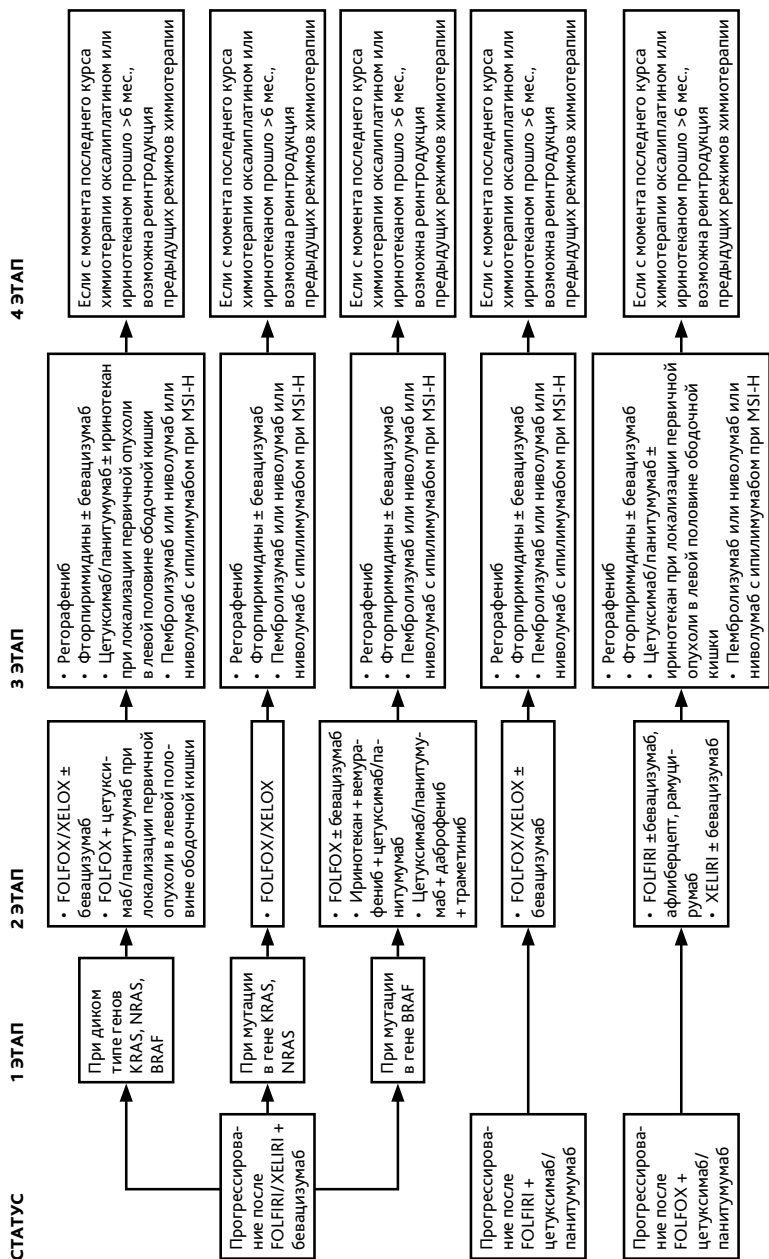 СТАТУС
1 ЭТАП
2 ЭТАП
3 ЭТАП
4 ЭТАП
Прогрессирова-
ние после
FOLFIRI/XELIRI +
бевацизумаб
При диком
типе генов
KRAS, NRAS,
BRAF
• FOLFOX/XELOX ±
бевацизумаб
• FOLFOX + цетукси-
маб/панитумумаб при
локализации первичной
опухоли в левой поло-
вине ободочной кишки
• Регорафениб
• Фторпиримидины ± бевацизумаб
• Цетуксимаб/панитумумаб ± иринотекан
при локализации первичной опухоли
в левой половине ободочной кишки
• Пембролизумаб или ниволумаб или
ниволумаб с ипилимумабом при MSI-H
Если с момента последнего курса
химиотерапии оксалиплатином или
иринотеканом прошло >6 мес.,
возможна реинтродукция
предыдущих режимов химиотерапии
При мутации
в гене KRAS,
NRAS
• FOLFOX/XELOX
• Регорафениб
• Фторпиримидины ± бевацизумаб
• Пембролизумаб или ниволумаб или
ниволумаб с ипилимумабом при MSI-H
Если с момента последнего курса
химиотерапии оксалиплатином или
иринотеканом прошло >6 мес.,
возможна реинтродукция
предыдущих режимов химиотерапии
При мутации
в гене BRAF
• FOLFOX ± бевацизумаб
• Иринотекан + вемура-
фениб + цетуксимаб/па-
нитумумаб
• Цетуксимаб/панитуму-
маб + даброфениб
+ траметиниб
• Регорафениб
• Фторпиримидины ± бевацизумаб
• Пембролизумаб или ниволумаб или
ниволумаб с ипилимумабом при MSI-H
Если с момента последнего курса
химиотерапии оксалиплатином или
иринотеканом прошло >6 мес.,
возможна реинтродукция
предыдущих режимов химиотерапии
Прогрессирова-
ние после
FOLFIRI +
цетуксимаб/
панитумумаб
• FOLFOX/XELOX ±
бевацизумаб
• Регорафениб
• Фторпиримидины ± бевацизумаб
• Пембролизумаб или ниволумаб или
ниволумаб с ипилимумабом при MSI-H
Если с момента последнего курса
химиотерапии оксалиплатином или
иринотеканом прошло >6 мес.,
возможна реинтродукция
предыдущих режимов химиотерапии
Прогрессирова-
ние после
FOLFOX +
цетуксимаб/
панитумумаб
• FOLFIRI ±бевацизумаб,
афлиберцепт, рамуци-
румаб
• XELIRI ± бевацизумаб
• Регорафениб
• Фторпиримидины ± бевацизумаб
• Цетуксимаб/панитумумаб ±
иринотекан при локализации первичной
опухоли в левой половине ободочной
кишки
• Пембролизумаб или ниволумаб или
ниволумаб с ипилимумабом при MSI-H
Если с момента последнего курса
химиотерапии оксалиплатином или
иринотеканом прошло >6 мес.,
возможна реинтродукция
предыдущих режимов химиотерапии